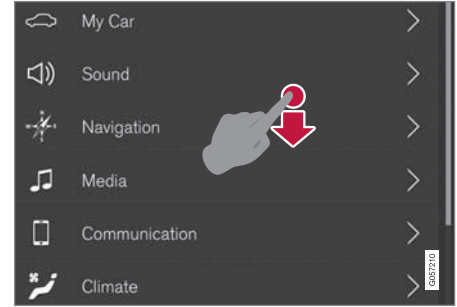 My Car
Sound
Navigation
Media
Communication
Climate
G057210